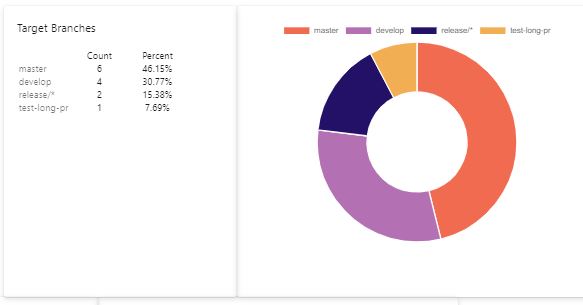 Target Branches
Count Percent
master 6 46.15%
develop 4 30.77%
release/* 2 15.38%
test-long-pr 1 7.69%
master develop release/* test-long-pr